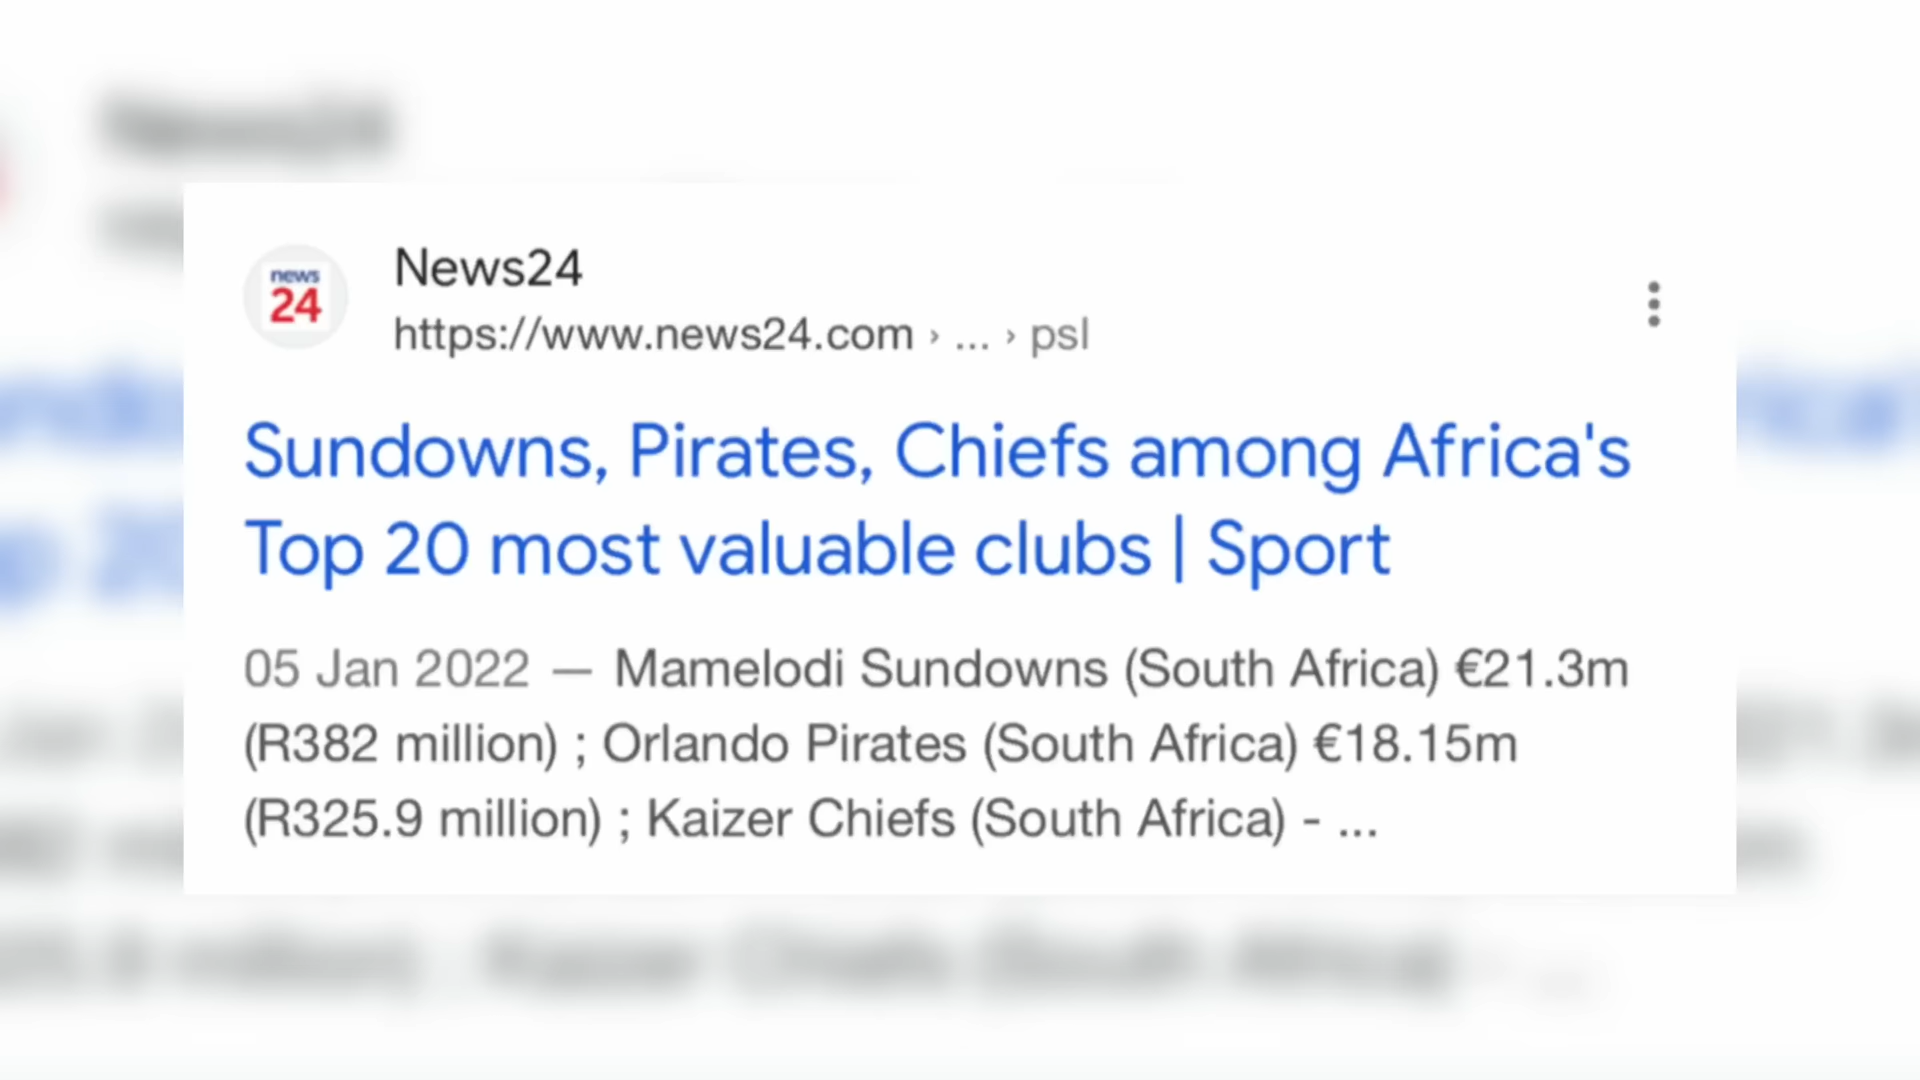 news
24
News24
https://www.news24.com › ... › psl
Sundowns, Pirates, Chiefs among Africa's
Top 20 most valuable clubs | Sport
05 Jan 2022 — Mamelodi Sundowns (South Africa) €21.3m
(R382 million) ; Orlando Pirates (South Africa) €18.15m
(R325.9 million) ; Kaizer Chiefs (South Africa) - ...